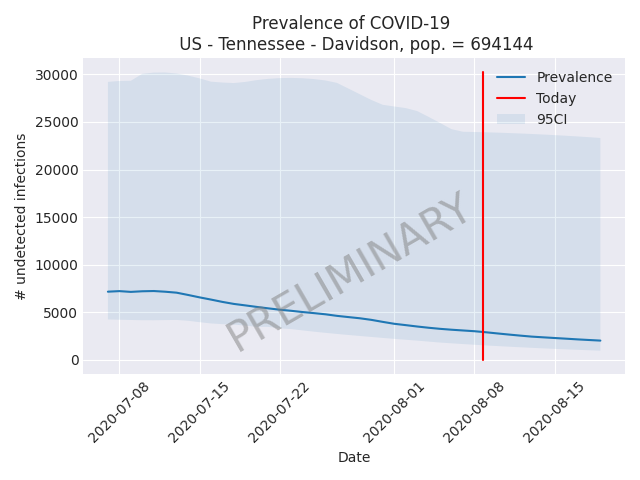 Prevalence of COVID-19
US - Tennessee - Davidson, pop. = 694144
30000
25000
20000
15000
10000
5000
0
# undetected infections
Prevalence
Today
95CI
PRELIMINARY
2020-07-08
2020-07-15
2020-07-22
2020-08-01
2020-08-08
2020-08-15
Date